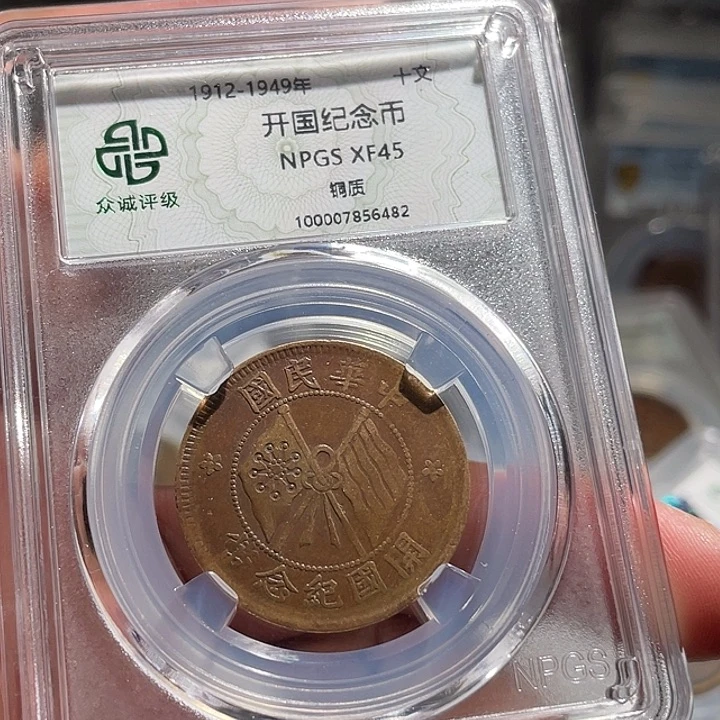 1912-1949年 十文
开国纪念币
NPGS XF45
铜质
100007856482
众诚评级
中華民國
開國紀念幣
NPGS